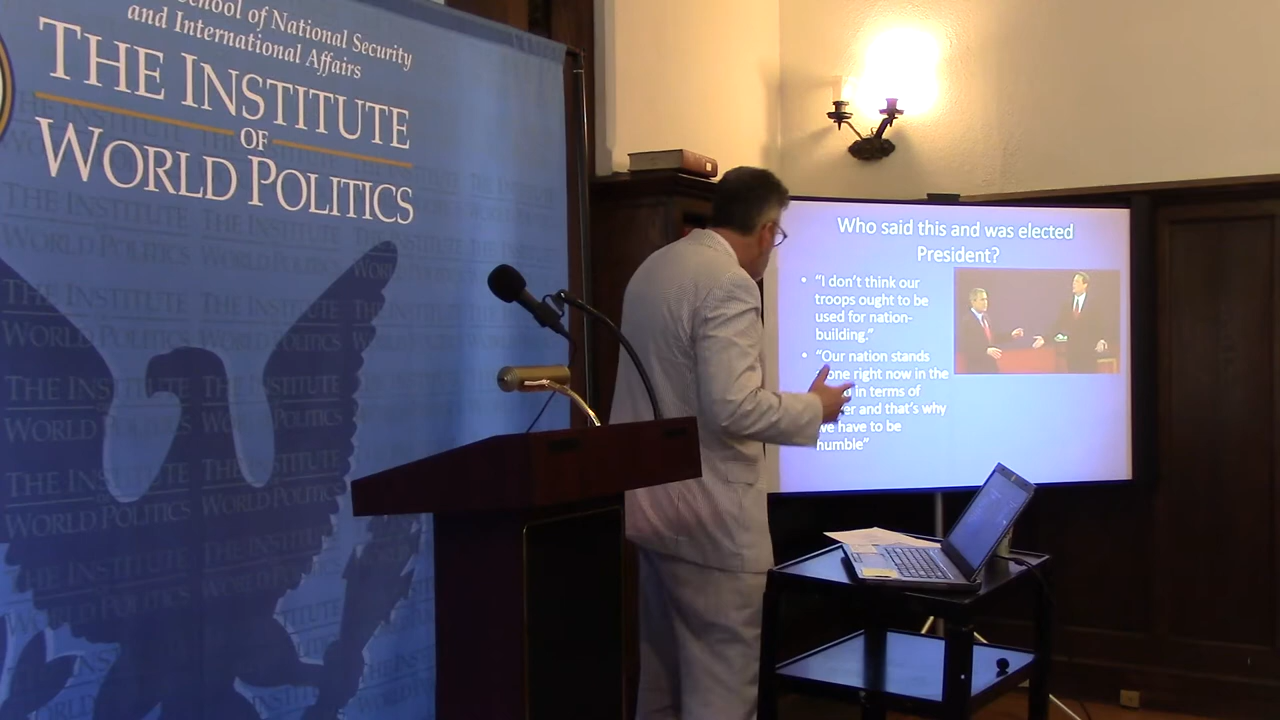 School of National Security
and International Affairs
THE INSTITUTE
OF
WORLD POLITICS
Who said this and was elected
President?
• "I don't think our
troops ought to be
used for nation-
building."
• "Our nation stands
one right now in the
d in terms of
er and that's why
we have to be
humble"